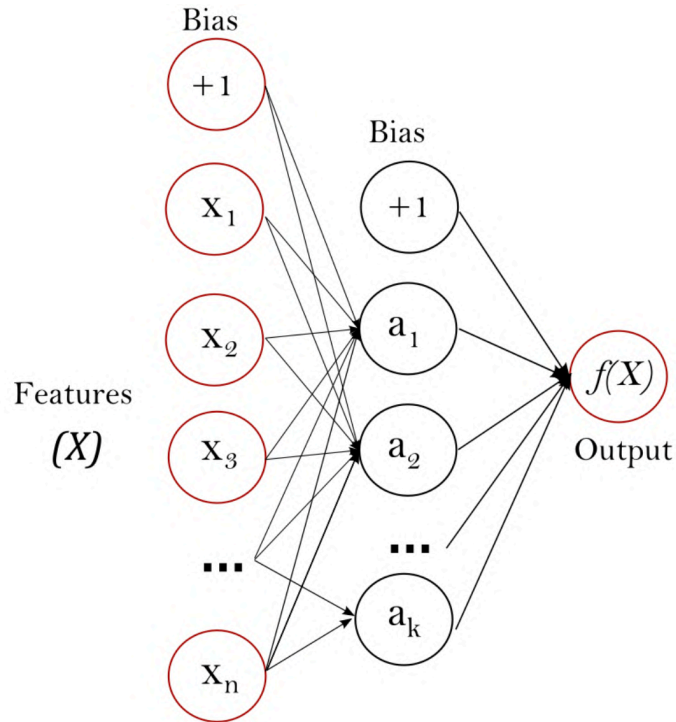 Bias
+1
Bias
x₁
+1
x₂
a₁
Features
(X)
x₃
a₂
f(X)
Output
...
...
xₙ
aₖ